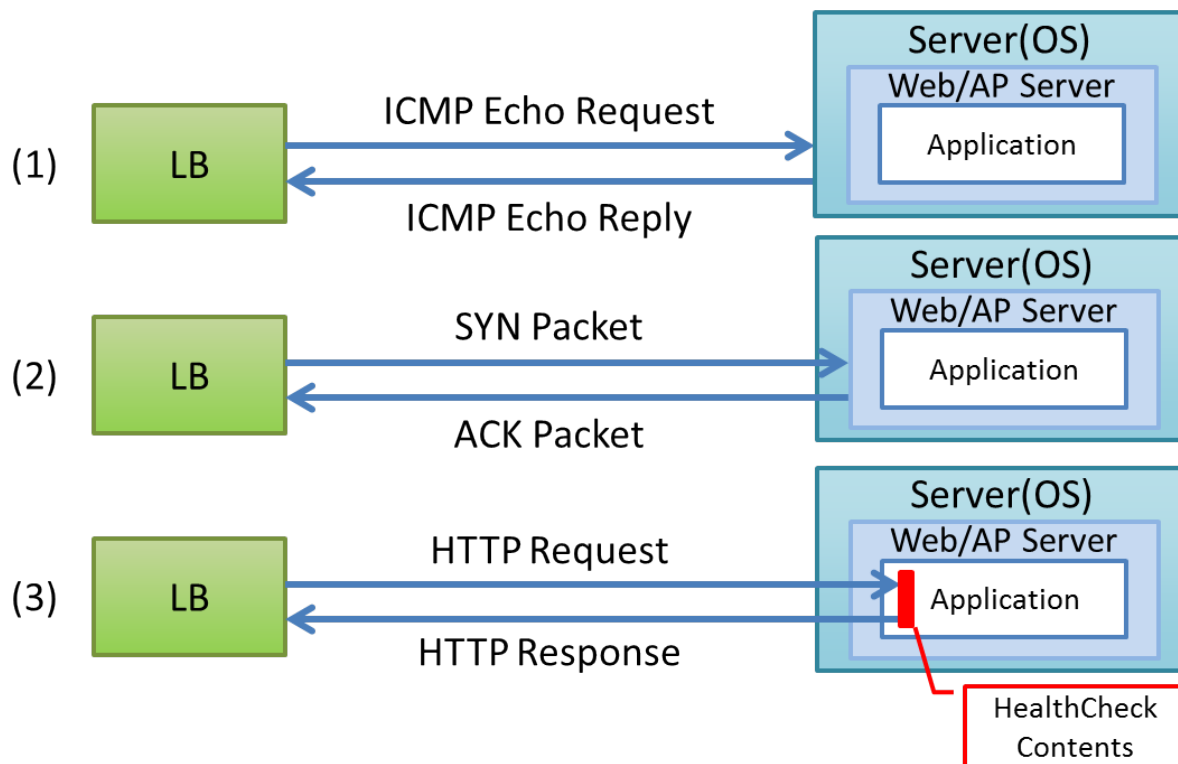 Server(OS)
Web/AP Server
ICMP Echo Request
Application
(1)
LB
ICMP Echo Reply
Server(OS)
Web/AP Server
SYN Packet
Application
(2)
LB
ACK Packet
Server(OS)
Web/AP Server
HTTP Request
Application
(3)
LB
HTTP Response
HealthCheck
Contents